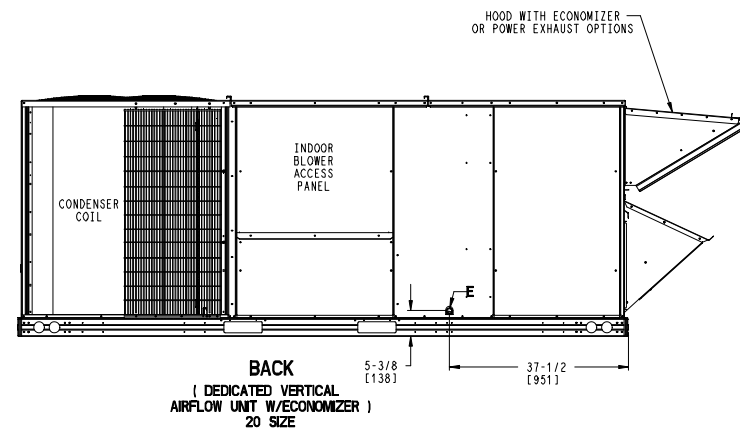 HOOD WITH ECONOMIZER
OR POWER EXHAUST OPTIONS
INDOOR
BLOWER
ACCESS
PANEL
CONDENSER
COIL
E
5-3/8
[138]
37-1/2
[951]
BACK
( DEDICATED VERTICAL
AIRFLOW UNIT W/ECONOMIZER )
20 SIZE